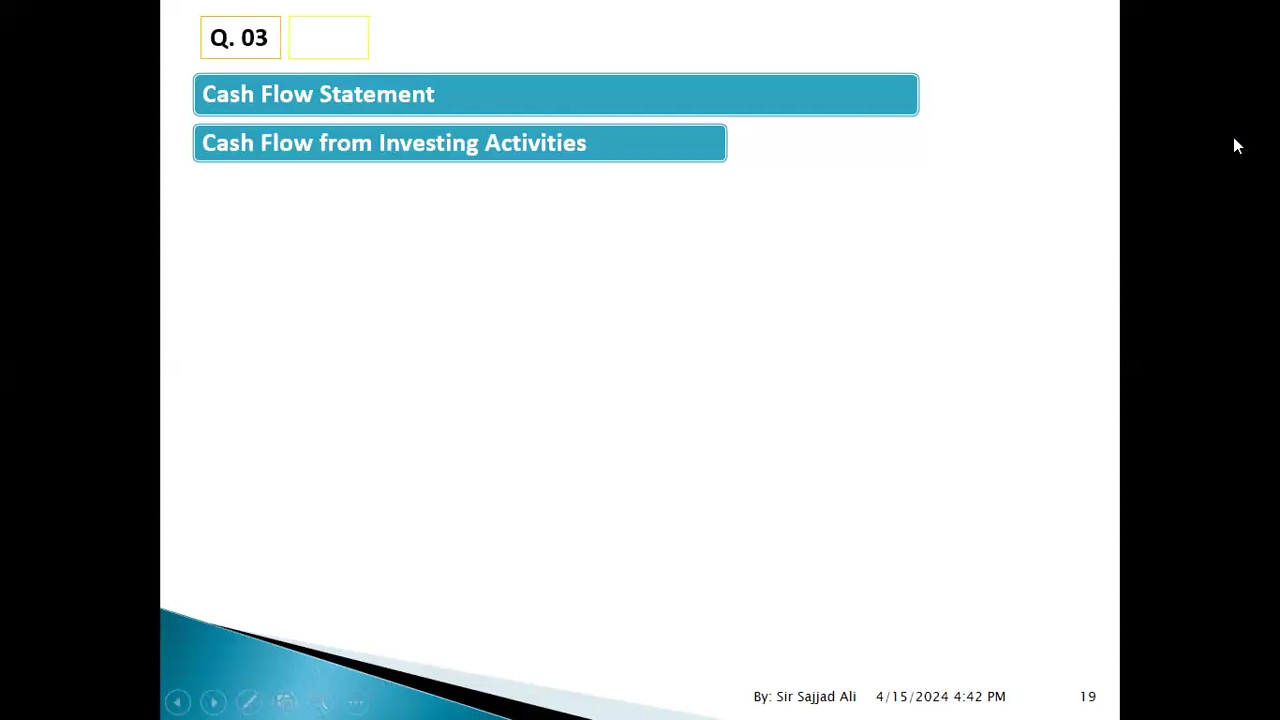 Q. 03
Cash Flow Statement
Cash Flow from Investing Activities
By: Sir Sajjad Ali 4/15/2024 4:42 PM 19